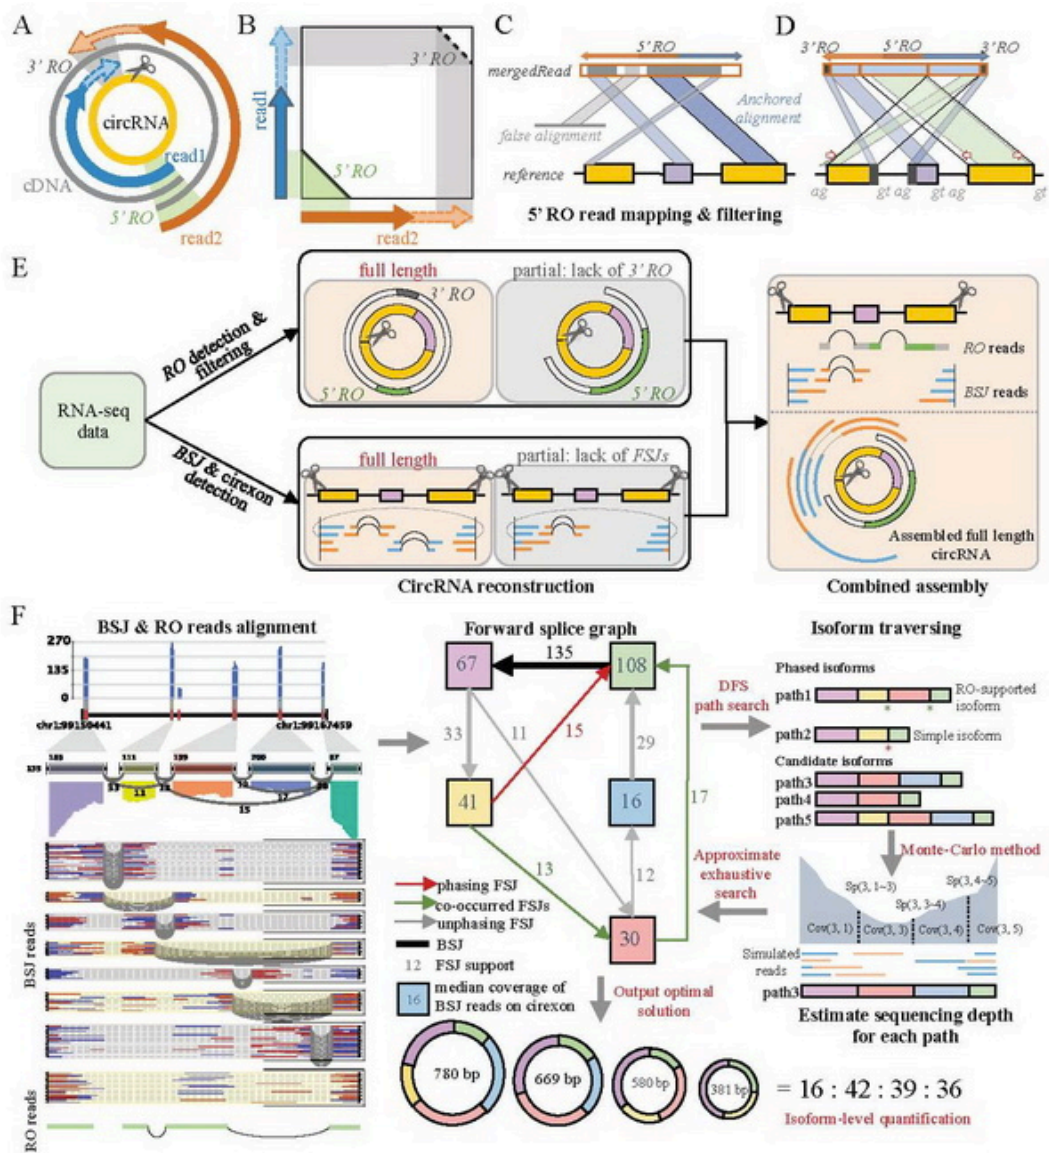 A
3' RO
circRNA
read1
cDNA
5' RO
read2
B
3' RO
read1
5' RO
read2
C
5' RO
mergedRead
Anchored
alignment
false alignment
reference
D
3' RO 5' RO 3' RO
ag gt ag gt ag gt
5' RO read mapping & filtering
E
RNA-seq
data
RO detection &
filtering
BSJ & cirexon
detection
full length
3' RO
5' RO
partial: lack of 3' RO
5' RO
full length
partial: lack of FSJs
CircRNA reconstruction
RO reads
BSJ reads
Assembled full length
circRNA
Combined assembly
F
BSJ & RO reads alignment
270
135
0
chr1:99150441 chr1:99167459
15
BSJ reads
RO reads
Forward splice graph
67
135
108
33
11
15
29
41
16
17
13
12
30
phasing FSJ
co-occurred FSJs
unphasing FSJ
BSJ
12 FSJ support
16
median coverage of
BSJ reads on cirexon
DFS
path search
Approximate
exhaustive
search
Output optimal
solution
Isoform traversing
Phased isoforms
path1
RO-supported
isoform
path2
Simple isoform
Candidate isoforms
path3
path4
path5
Monte-Carlo method
Sp(3, 1~3)
Sp(3, 3~4)
Sp(3, 4~5)
Cov(3, 1)
Cov(3, 3)
Cov(3, 4)
Cov(3, 5)
Simulated
reads
path3
Estimate sequencing depth
for each path
780 bp
669 bp
580 bp
381 bp
= 16 : 42 : 39 : 36
Isoform-level quantification